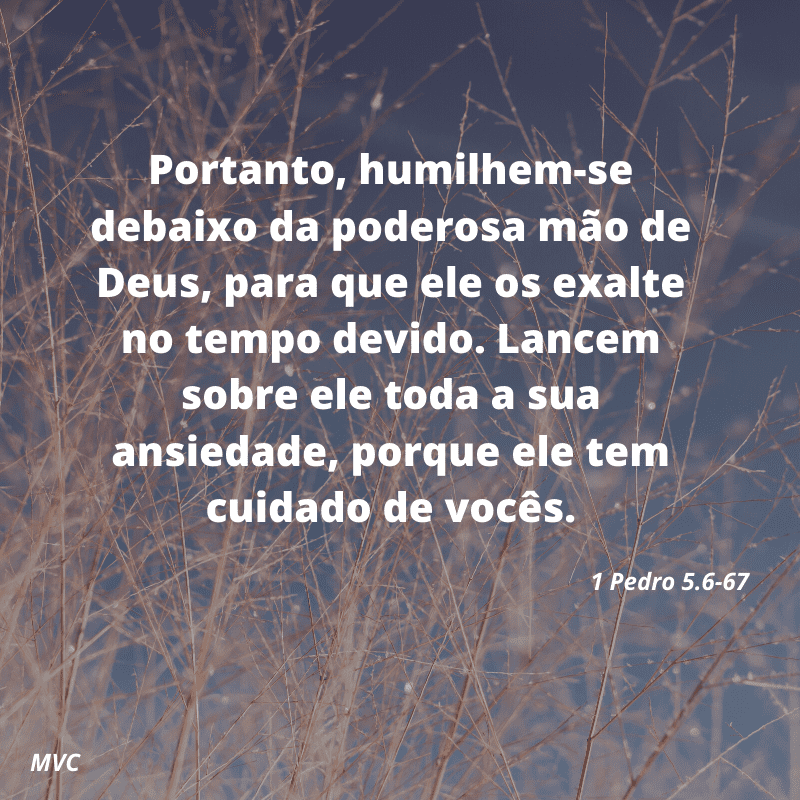 Portanto, humilhem-se
debaixo da poderosa mão de
Deus, para que ele os exalte
no tempo devido. Lancem
sobre ele toda a sua
ansiedade, porque ele tem
cuidado de vocês.
1 Pedro 5.6-67
MVC